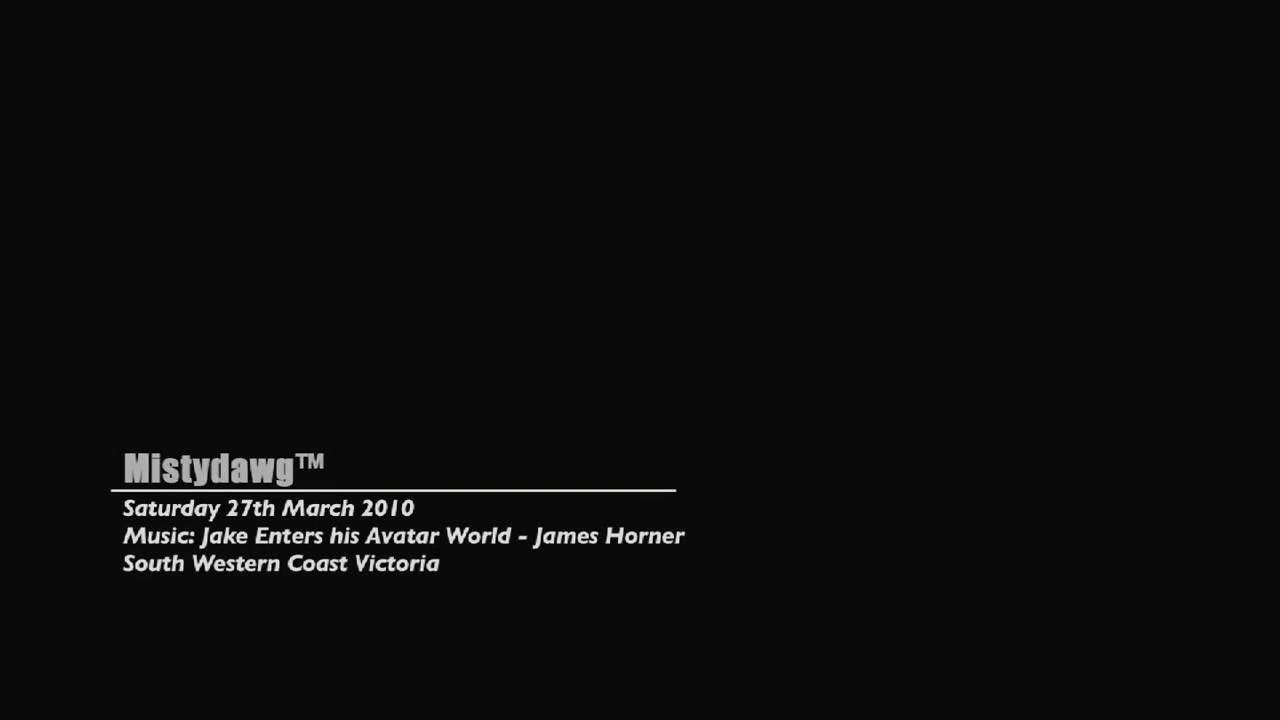 Mistydawg™
Saturday 27th March 2010
Music: Jake Enters his Avatar World - James Horner
South Western Coast Victoria